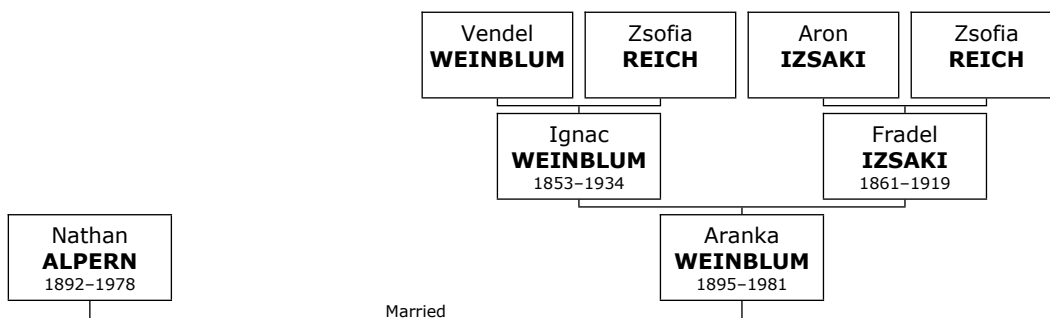 Vendel
WEINBLUM
Zsofia
REICH
Aron
IZSAKI
Zsofia
REICH
Ignac
WEINBLUM
1853–1934
Fradel
IZSAKI
1861–1919
Nathan
ALPERN
1892–1978
Aranka
WEINBLUM
1895–1981
Married